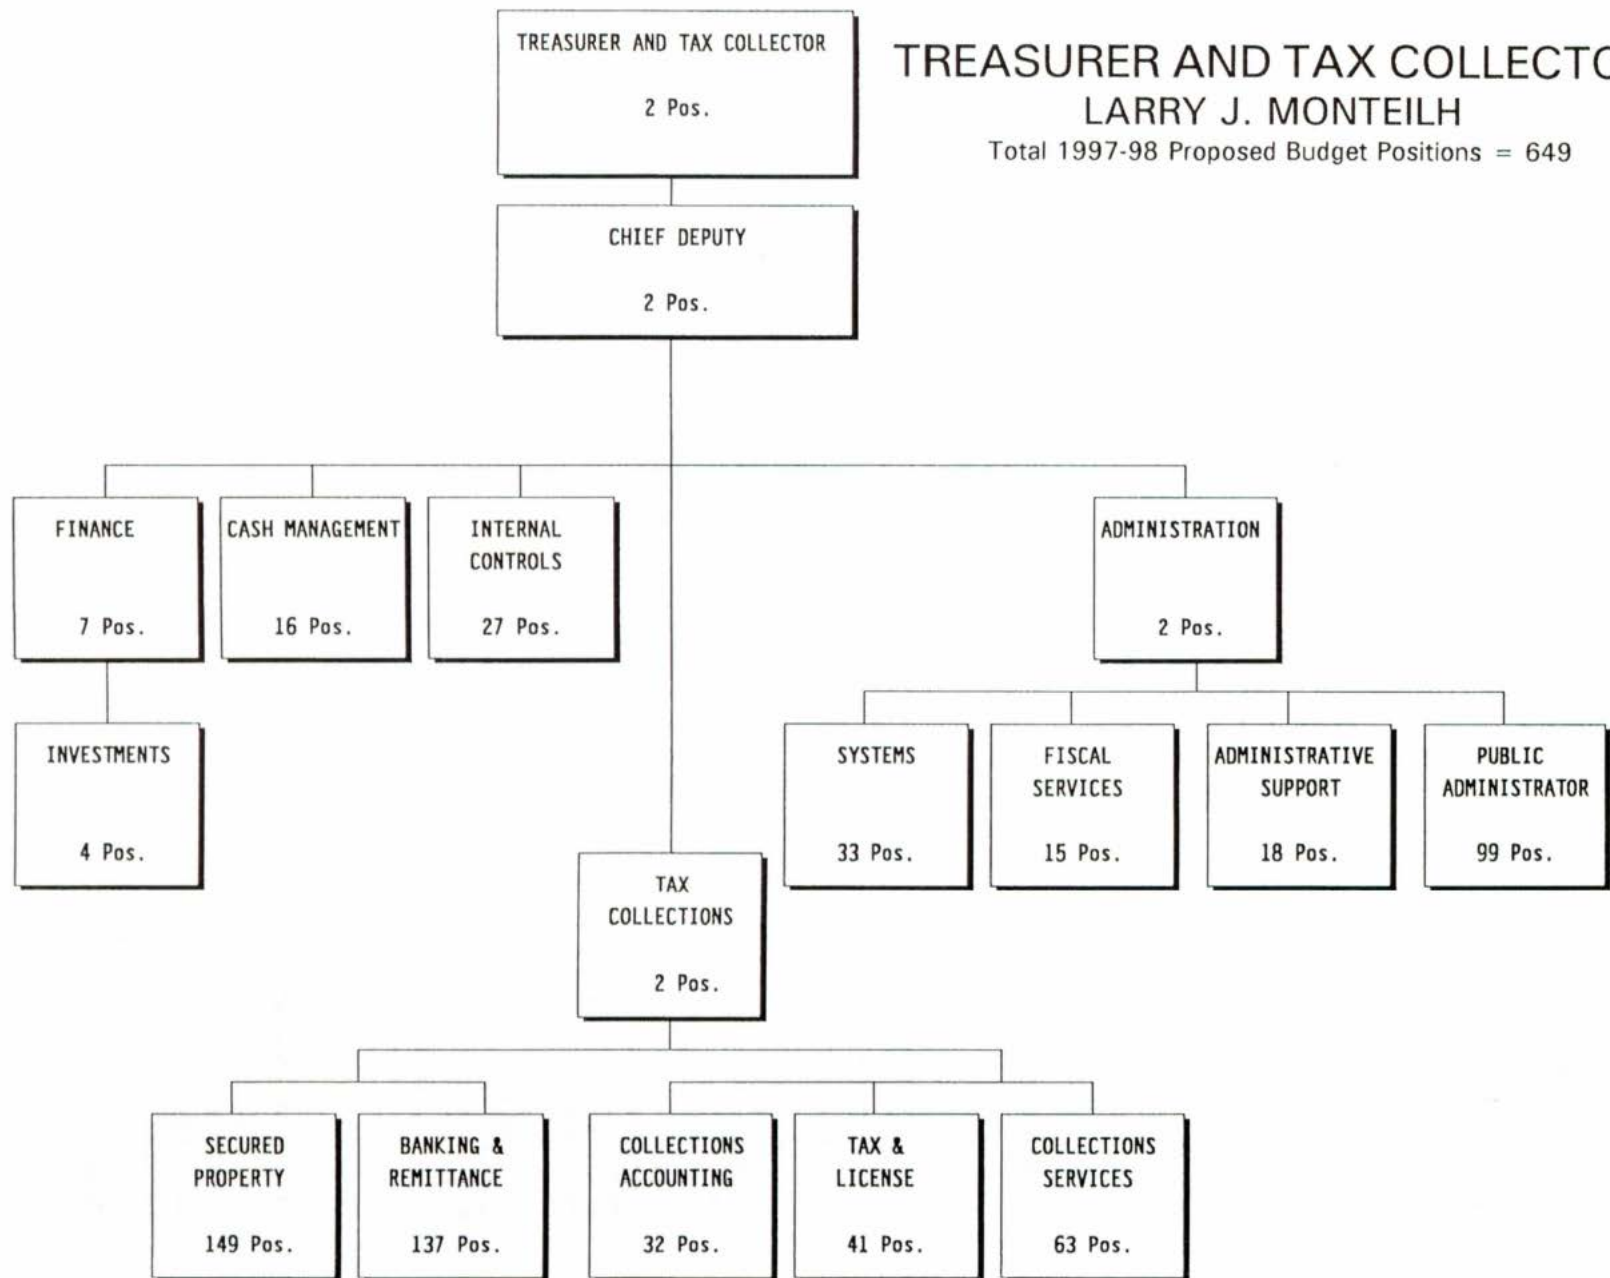 TREASURER AND TAX COLLECTOR
2 Pos.
TREASURER AND TAX COLLECTO
LARRY J. MONTEILH
Total 1997-98 Proposed Budget Positions = 649
CHIEF DEPUTY
2 Pos.
FINANCE
7 Pos.
CASH MANAGEMENT
16 Pos.
INTERNAL
CONTROLS
27 Pos.
ADMINISTRATION
2 Pos.
INVESTMENTS
4 Pos.
SYSTEMS
33 Pos.
FISCAL
SERVICES
15 Pos.
ADMINISTRATIVE
SUPPORT
18 Pos.
PUBLIC
ADMINISTRATOR
99 Pos.
TAX
COLLECTIONS
2 Pos.
SECURED
PROPERTY
149 Pos.
BANKING &
REMITTANCE
137 Pos.
COLLECTIONS
ACCOUNTING
32 Pos.
TAX &
LICENSE
41 Pos.
COLLECTIONS
SERVICES
63 Pos.